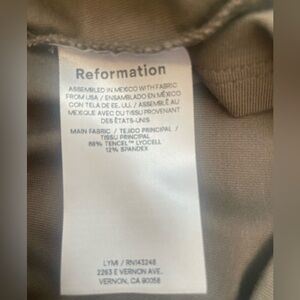 Reformation
ASSEMBLED IN MEXICO WITH FABRIC
FROM USA / ENSAMBLADO EN MÉXICO
CON TELA DE EE. UU. / ASSEMBLÉ AU
MEXIQUE AVEC DU TISSU PROVENANT
DES ÉTATS-UNIS
MAIN FABRIC / TEJIDO PRINCIPAL /
TISSU PRINCIPAL
88% TENCEL™ LYOCELL
12% SPANDEX
LYMI / RN143248
2263 E VERNON AVE.
VERNON, CA 90058